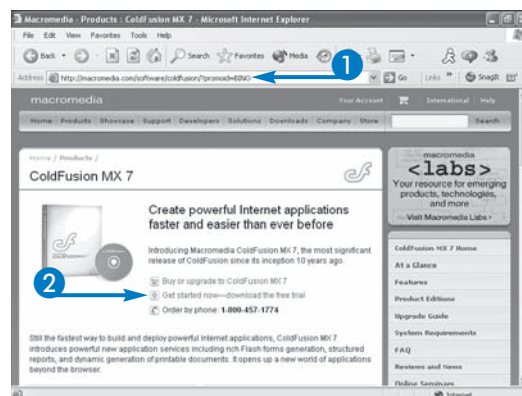 Macromedia - Products : ColdFusion MX 7 - Microsoft Internet Explorer
File Edit View Favorites Tools Help
Back Search Favorites Media
1
Address http://macromedia.com/software/coldfusion/?promoid=BINO Go Links SnagIt
macromedia
Your Account International Help
Home Products Showcase Support Developers Solutions Downloads Company Store Search
Home / Products /
ColdFusion MX 7
Create powerful Internet applications
faster and easier than ever before
Introducing Macromedia ColdFusion MX 7, the most significant
release of ColdFusion since its inception 10 years ago.
Buy or upgrade to ColdFusion MX 7
2
Get started now—download the free trial
Order by phone: 1-800-457-1774
Still the fastest way to build and deploy powerful Internet applications, ColdFusion MX 7
introduces powerful new application services including rich Flash forms generation, structured
reports, and dynamic generation of printable documents. It opens up a new world of applications
beyond the browser.
macromedia
<labs>
Your resource for emerging
products, technologies,
and more
Visit Macromedia Labs
ColdFusion MX 7 Home
At a Glance
Features
Product Editions
Upgrade Guide
System Requirements
FAQ
Reviews and News
Online Seminars
Internet